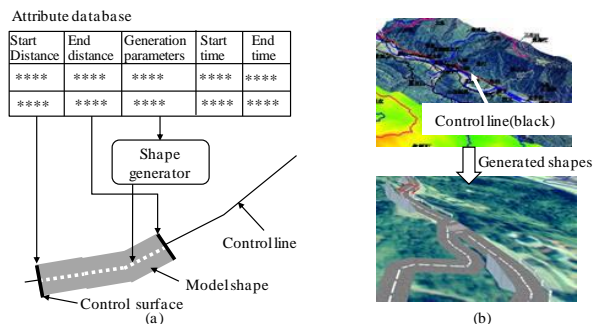 Attribute database
Start Distance
End distance
Generation parameters
Start time
End time
**** **** **** **** ****
**** **** **** **** ****
Shape generator
Control line
Model shape
Control surface
(a)
Control line(black)
Generated shapes
(b)